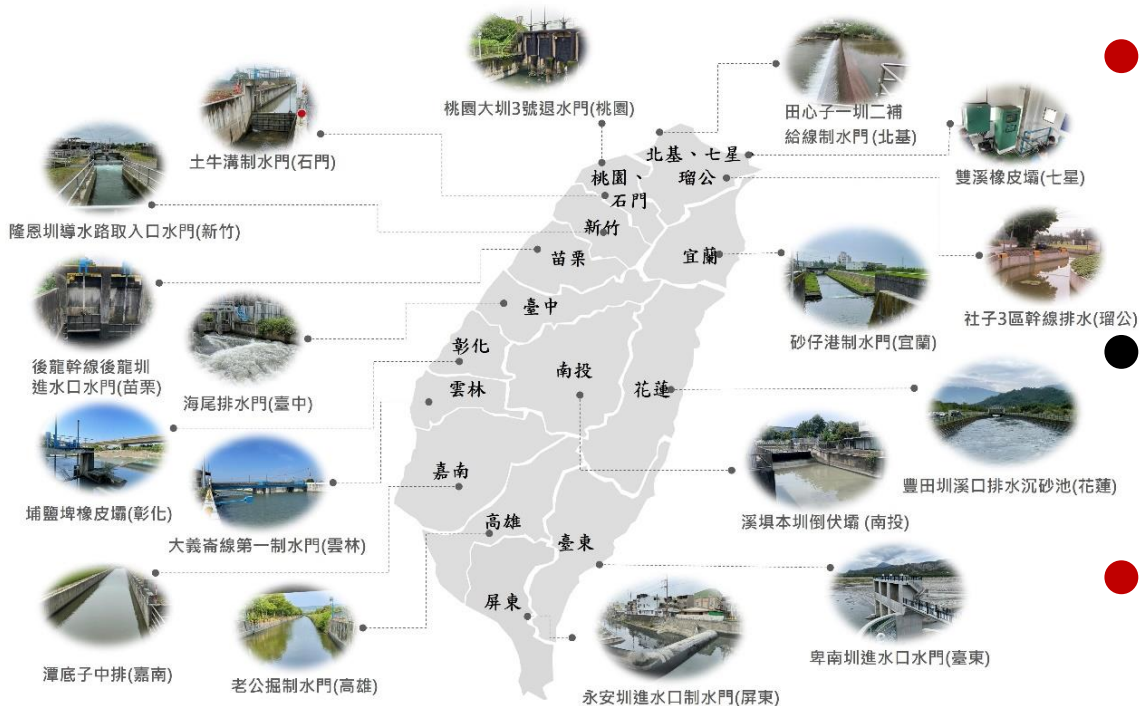 桃園大圳3號退水門(桃園)
田心子一圳二補
給線制水門(北基)
土牛溝制水門(石門)
雙溪橡皮壩(七星)
隆恩圳導水路取入口水門(新竹)
北基、七星
瑠公
桃園、
石門
新竹
苗栗
宜蘭
臺中
社子3區幹線排水(瑠公)
砂仔港制水門(宜蘭)
後龍幹線後龍圳
進水口水門(苗栗)
海尾排水門(臺中)
彰化
南投
花蓮
雲林
埔鹽埤橡皮壩(彰化)
大義崙線第一制水門(雲林)
嘉南
豐田圳溪口排水沉砂池(花蓮)
溪埧本圳倒伏壩 (南投)
高雄
臺東
屏東
潭底子中排(嘉南)
老公掘制水門(高雄)
永安圳進水口制水門(屏東)
卑南圳進水口水門(臺東)